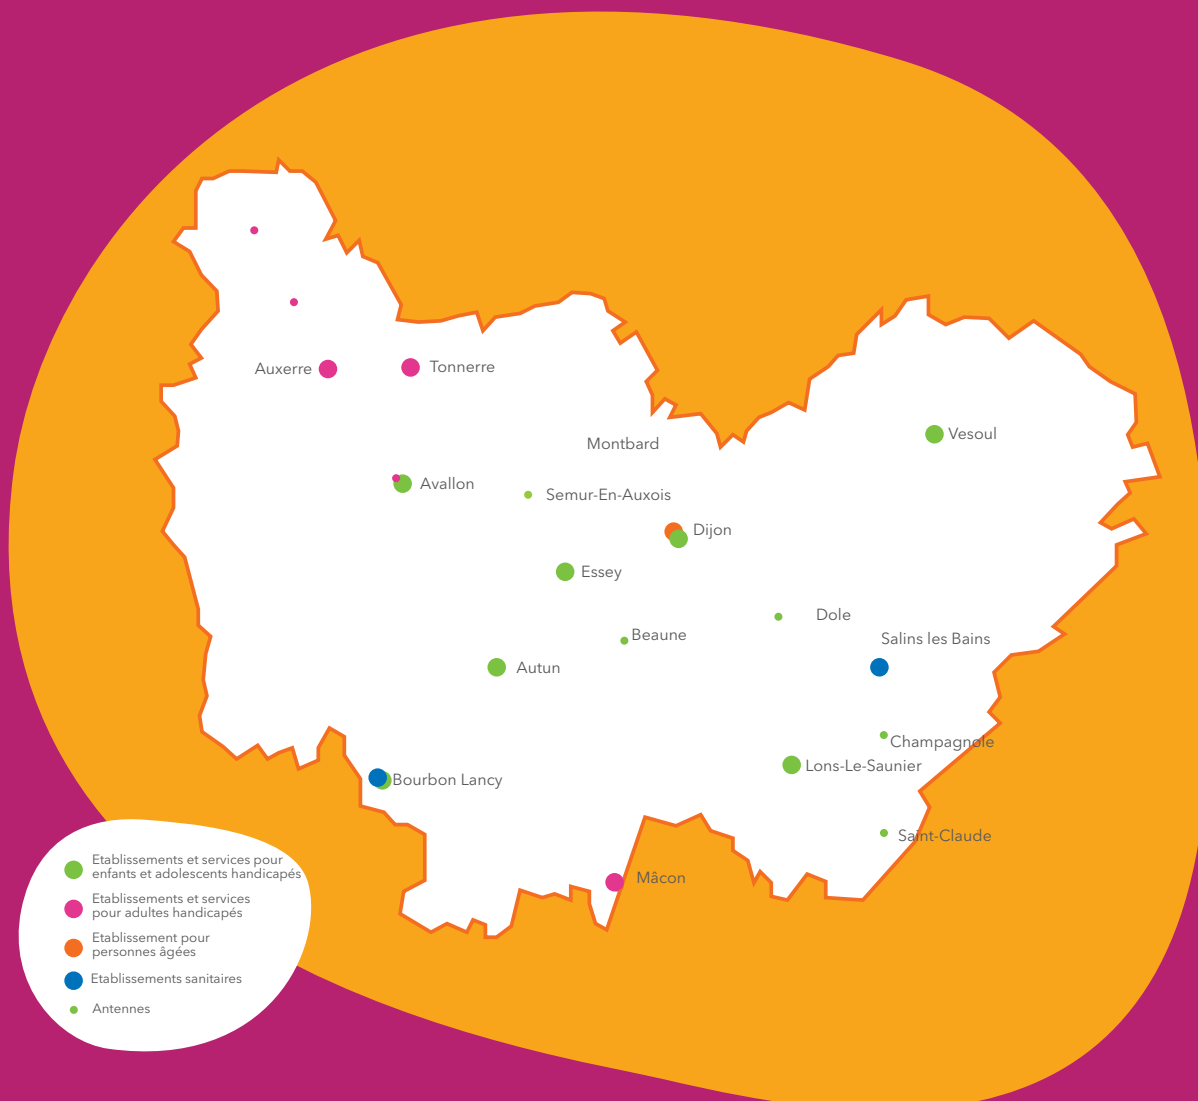 Auxerre
Tonnerre
Vesoul
Montbard
Avallon
Semur-En-Auxois
Dijon
Essey
Dole
Beaune
Salins les Bains
Autun
Champagnole
Lons-Le-Saunier
Bourbon Lancy
Saint-Claude
Mâcon
Etablissements et services pour
enfants et adolescents handicapés
Etablissements et services
pour adultes handicapés
Etablissement pour
personnes âgées
Etablissements sanitaires
Antennes